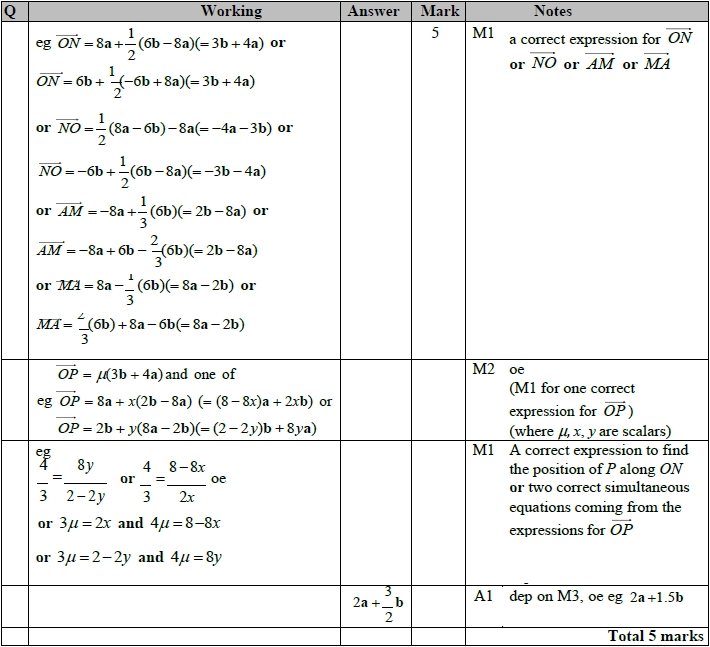 Q Working Answer Mark Notes
eg ON = 8a + 1/2 (6b – 8a)(= 3b + 4a) or
ON = 6b + 1/2 (–6b + 8a)(= 3b + 4a)
or NO = 1/2 (8a – 6b) – 8a(= –4a – 3b) or
NO = –6b + 1/2 (6b – 8a)(= –3b – 4a)
or AM = –8a + 1/3 (6b)(= 2b – 8a) or
AM = –8a + 6b – 2/3 (6b)(= 2b – 8a)
or MA = 8a – 1/3 (6b)(= 8a – 2b) or
MA = 2/3 (6b) + 8a – 6b(= 8a – 2b)
5
M1 a correct expression for ON
or NO or AM or MA
OP = μ(3b + 4a) and one of
eg OP = 8a + x(2b – 8a) (= (8 – 8x)a + 2xb) or
OP = 2b + y(8a – 2b)(= (2 – 2y)b + 8ya)
M2 oe
(M1 for one correct
expression for OP)
(where μ, x, y are scalars)
eg
4/3 = 8y/(2 – 2y) or 4/3 = (8 – 8x)/2x oe
or 3μ = 2x and 4μ = 8–8x
or 3μ = 2 – 2y and 4μ = 8y
M1 A correct expression to find
the position of P along ON
or two correct simultaneous
equations coming from the
expressions for OP
2a + 3/2 b
A1 dep on M3, oe eg 2a +1.5b
Total 5 marks